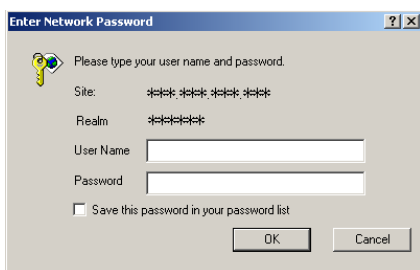 Enter Network Password
Please type your user name and password.
Site: ***.***.***.***
Realm ******
User Name
Password
Save this password in your password list
OK Cancel